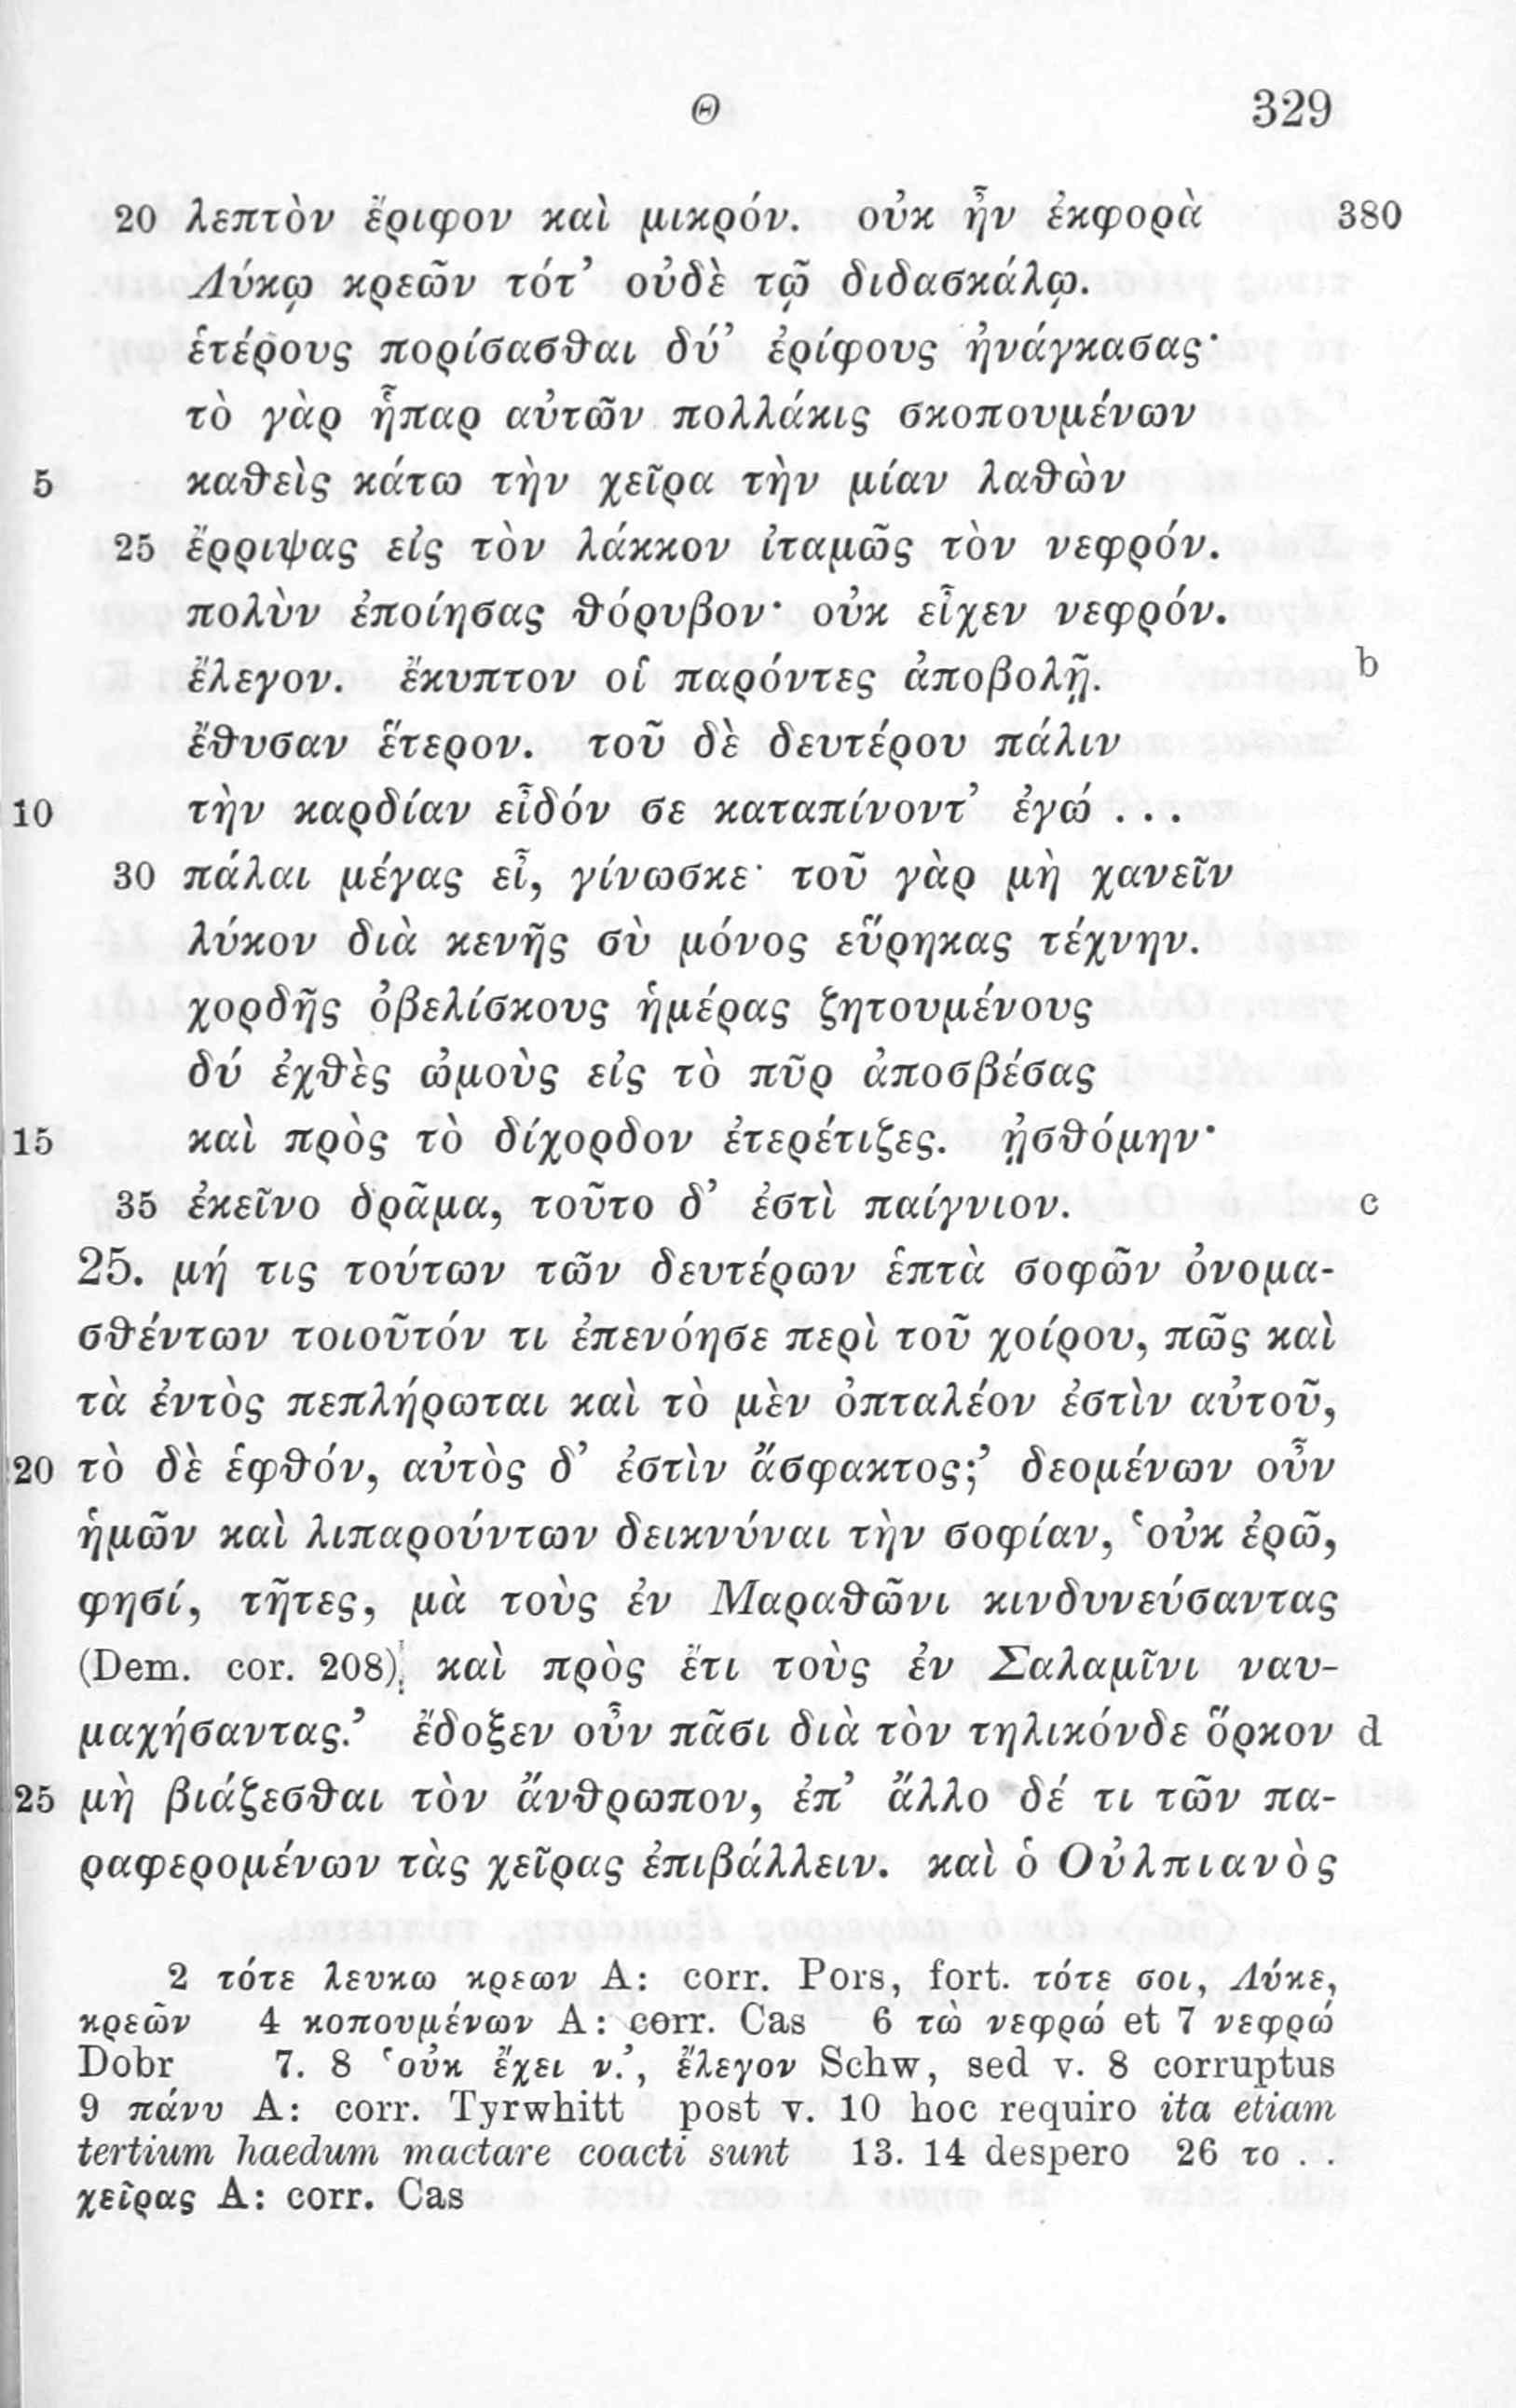 Θ 329
20 λεπτὸν ἔριφον καὶ μικρόν. οὐκ ἦν ἐκφορὰ 380
Λύκῳ κρεῶν τότ’ οὐδὲ τῷ διδασκάλῳ.
ἑτέρους πορίσασθαι δύ’ ἐρίφους ἠνάγκασας·
τὸ γὰρ ἧπαρ αὐτῶν πολλάκις σκοπουμένων
5 καθεὶς κάτω τὴν χεῖρα τὴν μίαν λαθὼν
25 ἔρριψας εἰς τὸν λάκκον ἰταμῶς τὸν νεφρόν.
πολὺν ἐποίησας θόρυβον· οὐκ εἶχεν νεφρόν.
ἔλεγον. ἔκυπτον οἱ παρόντες ἀποβολῇ. b
ἔθυσαν ἕτερον. τοῦ δὲ δευτέρου πάλιν
10 τὴν καρδίαν εἶδόν σε καταπίνοντ’ ἐγώ ...
30 πάλαι μέγας εἶ, γίνωσκε· τοῦ γὰρ μὴ χανεῖν
λύκον διὰ κενῆς σὺ μόνος εὕρηκας τέχνην.
χορδῆς ὀβελίσκους ἡμέρας ζητουμένους
δύ ἐχθὲς ὠμοὺς εἰς τὸ πῦρ ἀποσβέσας
15 καὶ πρὸς τὸ δίχορδον ἐτερέτιζες. ᾐσθόμην·
35 ἐκεῖνο δρᾶμα, τοῦτο δ’ ἐστὶ παίγνιον. c
25. μή τις τούτων τῶν δευτέρων ἑπτὰ σοφῶν ὀνομα-
σθέντων τοιοῦτόν τι ἐπενόησε περὶ τοῦ χοίρου, πῶς καὶ
τὰ ἐντὸς πεπλήρωται καὶ τὸ μὲν ὀπταλέον ἐστὶν αὐτοῦ,
20 τὸ δὲ ἑφθόν, αὐτὸς δ’ ἐστὶν ἄσφακτος;’ δεομένων οὖν
ἡμῶν καὶ λιπαρούντων δεικνύναι τὴν σοφίαν, ‘οὐκ ἐρῶ,
φησί, τῆτες, μὰ τοὺς ἐν Μαραθῶνι κινδυνεύσαντας
(Dem. cor. 208) καὶ πρὸς ἔτι τοὺς ἐν Σαλαμῖνι ναυ-
μαχήσαντας.’ ἔδοξεν οὖν πᾶσι διὰ τὸν τηλικόνδε ὅρκον d
25 μὴ βιάζεσθαι τὸν ἄνθρωπον, ἐπ’ ἄλλο δέ τι τῶν πα-
ραφερομένων τὰς χεῖρας ἐπιβάλλειν. καὶ ὁ Οὐλπιανὸς
2 τότε λευκω κρεων A: corr. Pors, fort. τότε σοι, Λύκε,
κρεῶν 4 κοπουμένων A: corr. Cas 6 τὼ νεφρώ et 7 νεφρώ
Dobr 7. 8 ‘οὐκ ἔχει ν.’, ἔλεγον Schw, sed v. 8 corruptus
9 πάνυ A: corr. Tyrwhitt post v. 10 hoc requiro ita etiam
tertium haedum mactare coacti sunt 13. 14 despero 26 το . .
χεῖρας A: corr. Cas